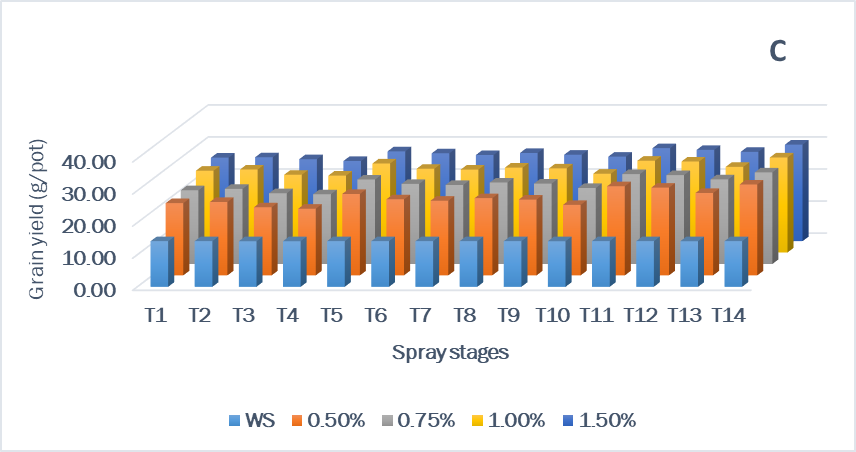 C
Grain yield (g/pot)
40.00
30.00
20.00
10.00
0.00
T1 T2 T3 T4 T5 T6 T7 T8 T9 T10 T11 T12 T13 T14
Spray stages
WS 0.50% 0.75% 1.00% 1.50%